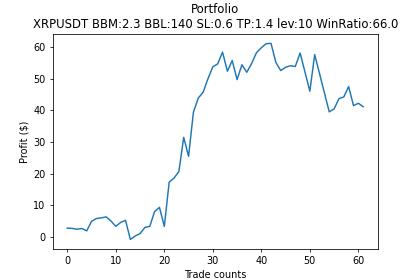 Portfolio
XRPUSDT BBM:2.3 BBL:140 SL:0.6 TP:1.4 lev:10 WinRatio:66.0
60
50
40
30
20
10
0
Profit ($)
0 10 20 30 40 50 60
Trade counts